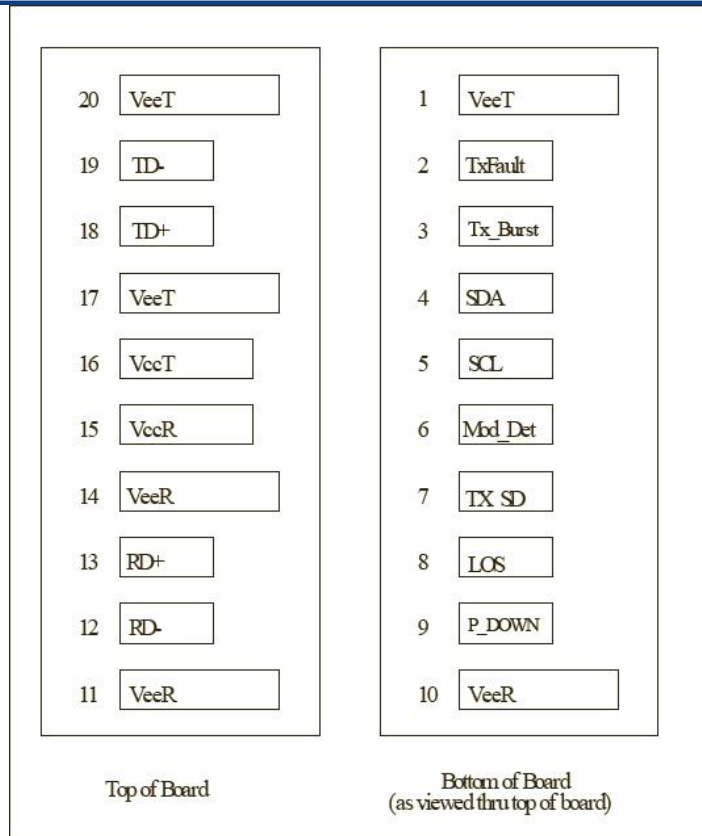 20 VeeT
19 TD-
18 TD+
17 VeeT
16 VccT
15 VccR
14 VeeR
13 RD+
12 RD-
11 VeeR
Top of Board
1 VeeT
2 TxFault
3 Tx_Burst
4 SDA
5 SCL
6 Mod_Det
7 TX_SD
8 LOS
9 P_DOWN
10 VeeR
Bottom of Board
(as viewed thru top of board)